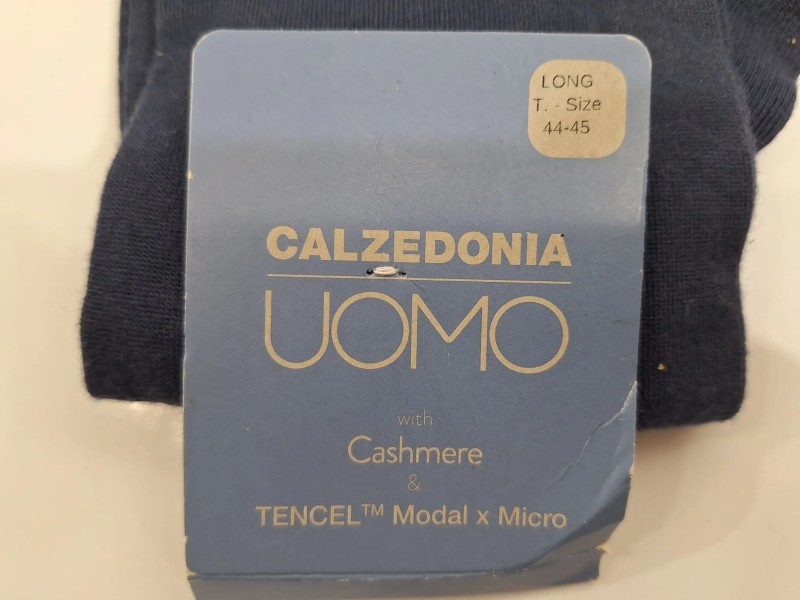 LONG
T. - Size
44-45
CALZEDONIA
UOMO
with
Cashmere
&
TENCEL™ Modal x Micro